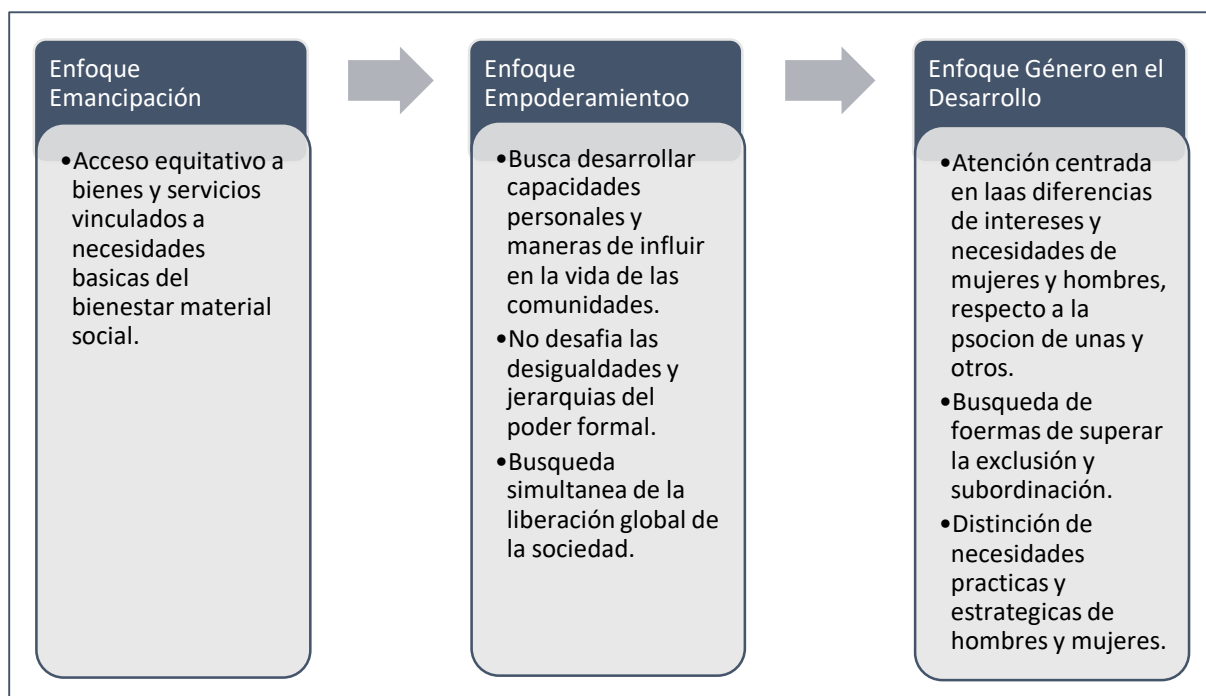 Enfoque
Emancipación
•Acceso equitativo a
bienes y servicios
vinculados a
necesidades
basicas del
bienestar material
social.
Enfoque
Empoderamientoo
•Busca desarrollar
capacidades
personales y
maneras de influir
en la vida de las
comunidades.
•No desafia las
desigualdades y
jerarquias del
poder formal.
•Busqueda
simultanea de la
liberación global de
la sociedad.
Enfoque Género en el
Desarrollo
•Atención centrada
en laas diferencias
de intereses y
necesidades de
mujeres y hombres,
respecto a la
psocion de unas y
otros.
•Busqueda de
foermas de superar
la exclusión y
subordinación.
•Distinción de
necesidades
practicas y
estrategicas de
hombres y mujeres.